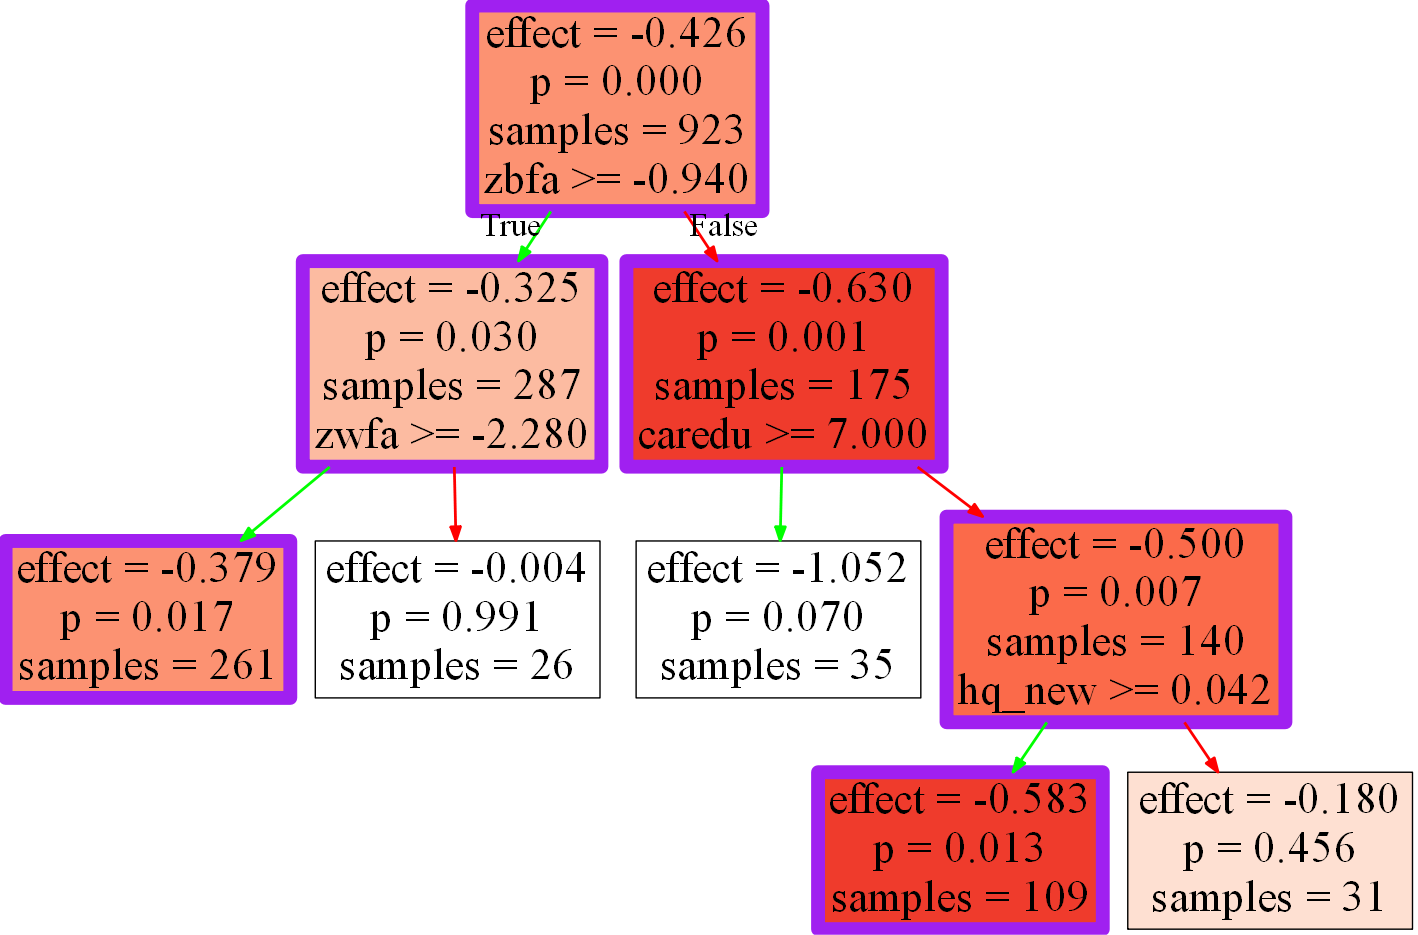 effect = -0.426
p = 0.000
samples = 923
zbfa >= -0.940
True
False
effect = -0.325
p = 0.030
samples = 287
zwfa >= -2.280
effect = -0.630
p = 0.001
samples = 175
caredu >= 7.000
effect = -0.379
p = 0.017
samples = 261
effect = -0.004
p = 0.991
samples = 26
effect = -1.052
p = 0.070
samples = 35
effect = -0.500
p = 0.007
samples = 140
hq_new >= 0.042
effect = -0.583
p = 0.013
samples = 109
effect = -0.180
p = 0.456
samples = 31